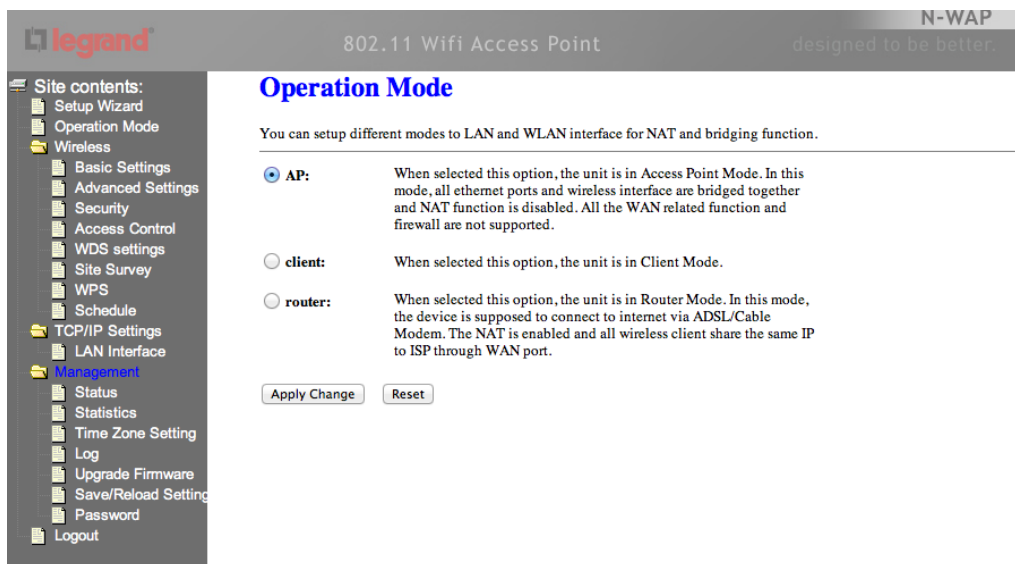 N-WAP
legrand®
802.11 Wifi Access Point
designed to be better.
Site contents:
Setup Wizard
Operation Mode
Wireless
Basic Settings
Advanced Settings
Security
Access Control
WDS settings
Site Survey
WPS
Schedule
TCP/IP Settings
LAN Interface
Management
Status
Statistics
Time Zone Setting
Log
Upgrade Firmware
Save/Reload Setting
Password
Logout
Operation Mode
You can setup different modes to LAN and WLAN interface for NAT and bridging function.
AP:
When selected this option, the unit is in Access Point Mode. In this
mode, all ethernet ports and wireless interface are bridged together
and NAT function is disabled. All the WAN related function and
firewall are not supported.
client:
When selected this option, the unit is in Client Mode.
router:
When selected this option, the unit is in Router Mode. In this mode,
the device is supposed to connect to internet via ADSL/Cable
Modem. The NAT is enabled and all wireless client share the same IP
to ISP through WAN port.
Apply Change
Reset